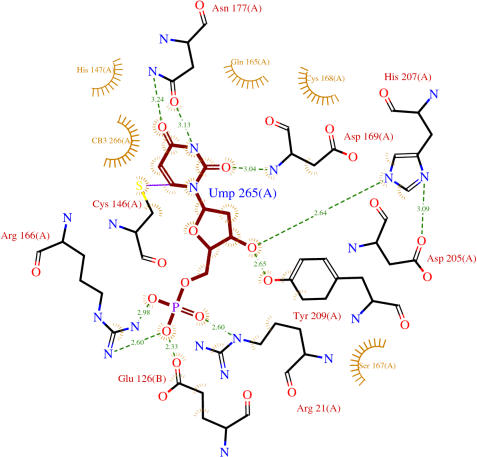 Asn 177(A)
N
O
His 147(A)
Gln 165(A)
Cys 168(A)
His 207(A)
N
O
3.24
O
3.13
O
N
CB3 266(A)
O
N
O
Asp 169(A)
O
N
O
3.04
N
N
N
S
N
Ump 265(A)
Cys 146(A)
2.64
3.09
N
O
Arg 166(A)
N
O
O
O
O
Asp 205(A)
O
O
2.65
N
O
O
O
O
2.98
P
O
Tyr 209(A)
N
O
N
N
O
2.60
N
N
2.60
2.33
N
N
N
Ser 167(A)
Glu 126(B)
O
O
O
Arg 21(A)
O
N